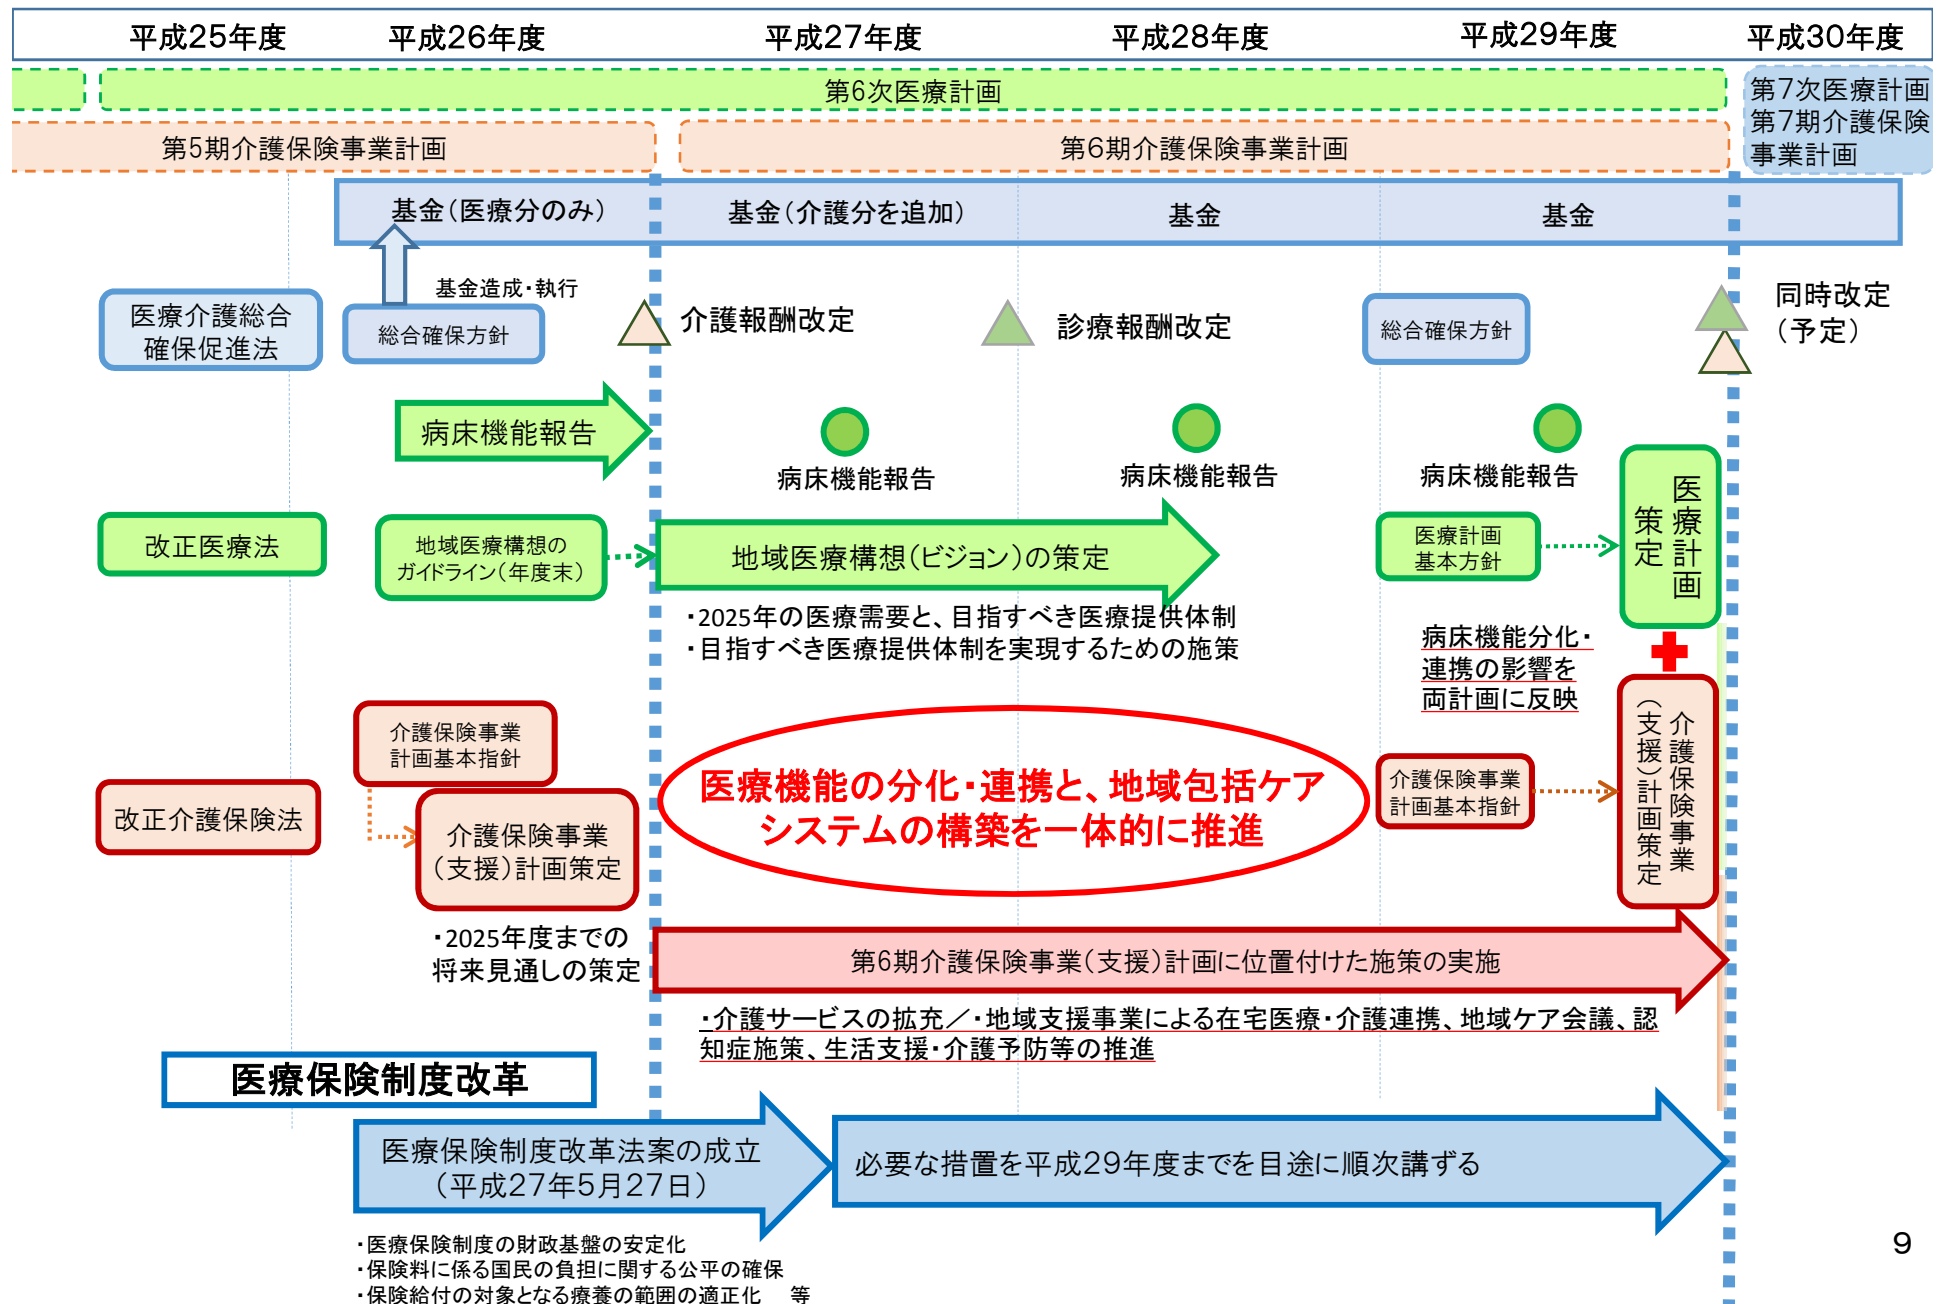 平成25年度
平成26年度
平成27年度
平成28年度
平成29年度
平成30年度
第6次医療計画
第7次医療計画
第7期介護保険
事業計画
第5期介護保険事業計画
第6期介護保険事業計画
基金（医療分のみ）
基金（介護分を追加）
基金
基金
基金造成・執行
医療介護総合
確保促進法
総合確保方針
介護報酬改定
診療報酬改定
総合確保方針
同時改定
（予定）
病床機能報告
病床機能報告
病床機能報告
病床機能報告
改正医療法
地域医療構想の
ガイドライン（年度末）
地域医療構想（ビジョン）の策定
医療計画
基本方針
医療計画
策定
・2025年の医療需要と、目指すべき医療提供体制
・目指すべき医療提供体制を実現するための施策
病床機能分化・
連携の影響を
両計画に反映
介護保険事業
計画基本指針
改正介護保険法
介護保険事業
（支援）計画策定
医療機能の分化・連携と、地域包括ケア
システムの構築を一体的に推進
介護保険事業
計画基本指針
介護保険事業
（支援）計画策定
・2025年度までの
将来見通しの策定
第6期介護保険事業（支援）計画に位置付けた施策の実施
・介護サービスの拡充／・地域支援事業による在宅医療・介護連携、地域ケア会議、認
知症施策、生活支援・介護予防等の推進
医療保険制度改革
医療保険制度改革法案の成立
（平成27年5月27日）
必要な措置を平成29年度までを目途に順次講ずる
・医療保険制度の財政基盤の安定化
・保険料に係る国民の負担に関する公平の確保
・保険給付の対象となる療養の範囲の適正化　等
9